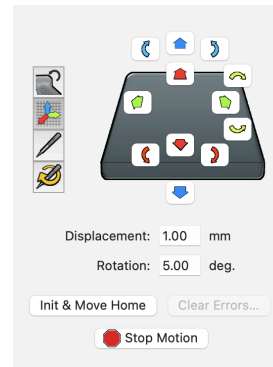 Displacement: 1.00 mm
Rotation: 5.00 deg.
Init & Move Home Clear Errors...
Stop Motion